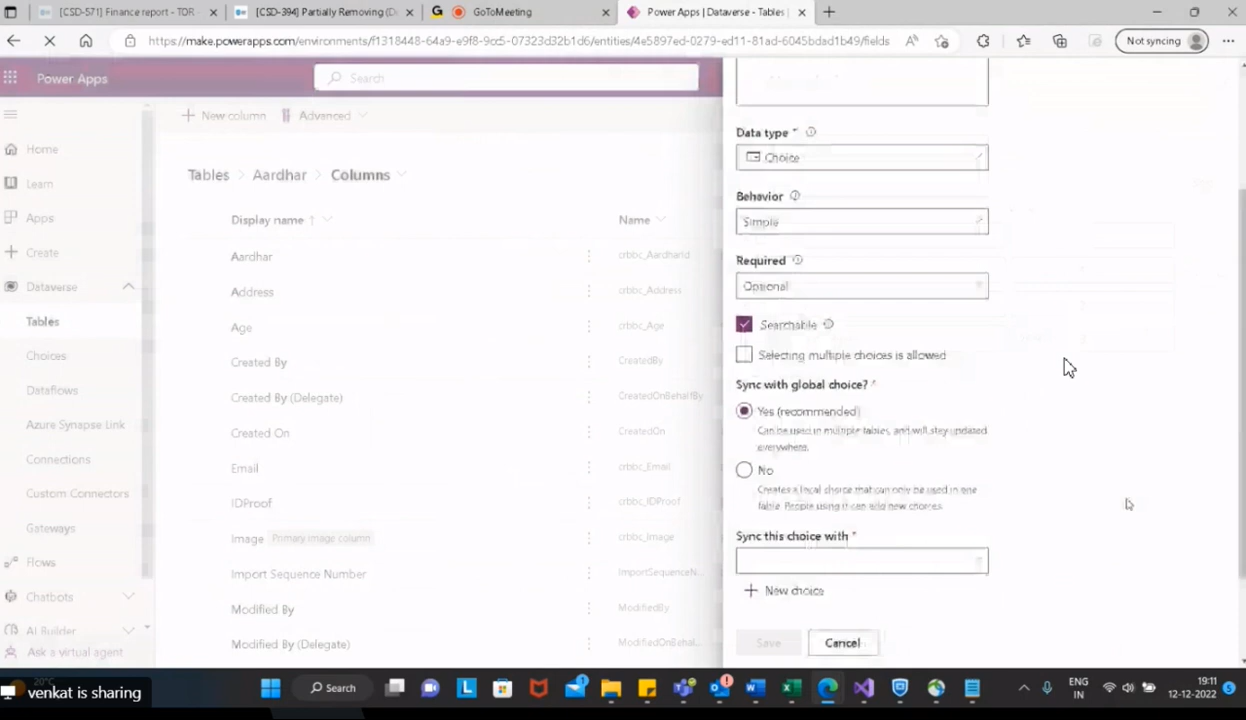 [CSD-571] Finance report - TOR
[CSD-394] Partially Removing (D
GoToMeeting
Power Apps | Dataverse - Tables |
https://make.powerapps.com/environments/f1318448-64a9-e9f8-9cc5-07323d32b1d6/entities/4e5897ed-0279-ed11-81ad-6045bdad1b49/fields
Not syncing
Power Apps
Search
New column
Advanced
Home
Learn
Apps
Create
Dataverse
Tables
Choices
Dataflows
Azure Synapse Link
Connections
Custom Connectors
Gateways
Flows
Chatbots
AI Builder
Ask a virtual agent
Tables > Aardhar > Columns
Display name ↑
Name
Aardhar
crbbc_AardharId
Address
crbbc_Address
Age
crbbc_Age
Created By
CreatedBy
Created By (Delegate)
CreatedOnBehalfBy
Created On
CreatedOn
Email
crbbc_Email
IDProof
crbbc_IDProof
Image Primary image column
crbbc_Image
Import Sequence Number
ImportSequenceN...
Modified By
ModifiedBy
Modified By (Delegate)
ModifiedOnBehal...
Data type *
Choice
Behavior
Simple
Required
Optional
Searchable
Selecting multiple choices is allowed
Sync with global choice? *
Yes (recommended)
Can be used in multiple tables, and will stay updated
everywhere.
No
Creates a local choice that can only be used in one
table. People using it can add new choices.
Sync this choice with *
New choice
Save
Cancel
20°C
venkat is sharing
Search
ENG
IN
19:11
12-12-2022